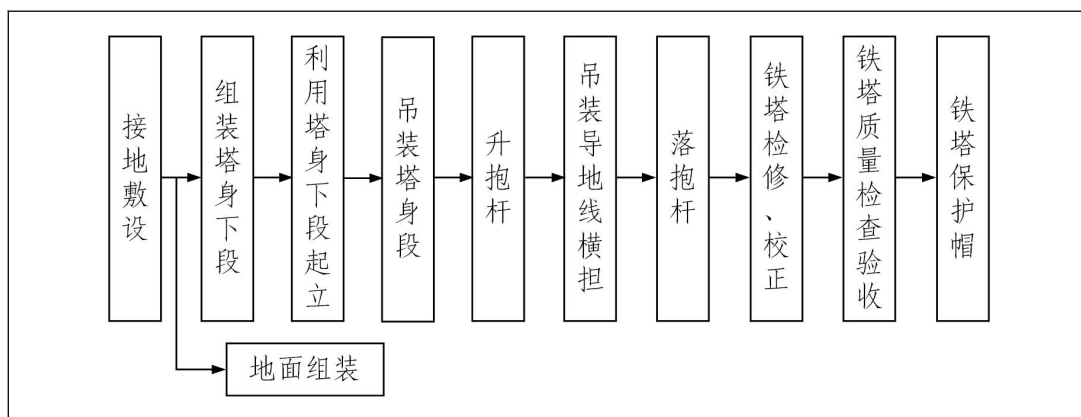 接地敷设
组装塔身下段
利用塔身下段起立
吊装塔身段
升抱杆
吊装导地线横担
落抱杆
铁塔检修、校正
铁塔质量检查验收
铁塔保护帽
地面组装